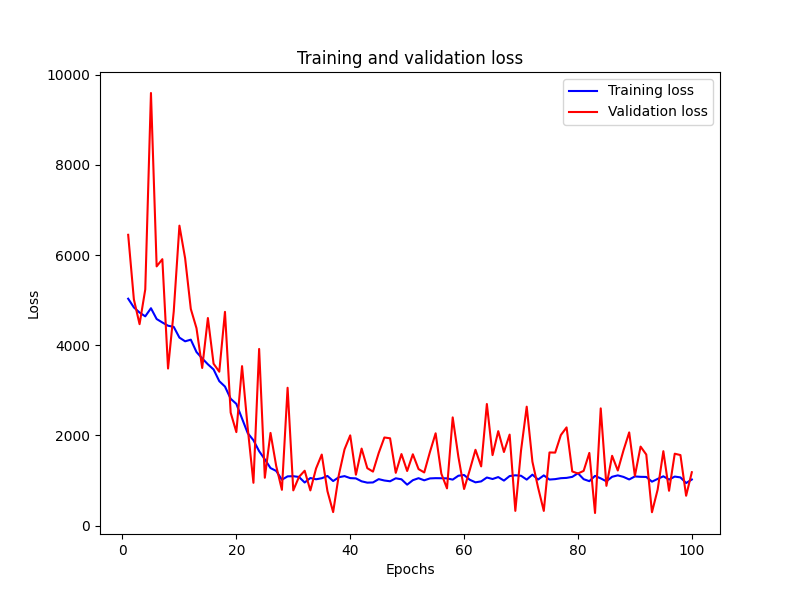 Training and validation loss
Training loss
Validation loss
10000
8000
6000
4000
2000
0
Loss
0 20 40 60 80 100
Epochs